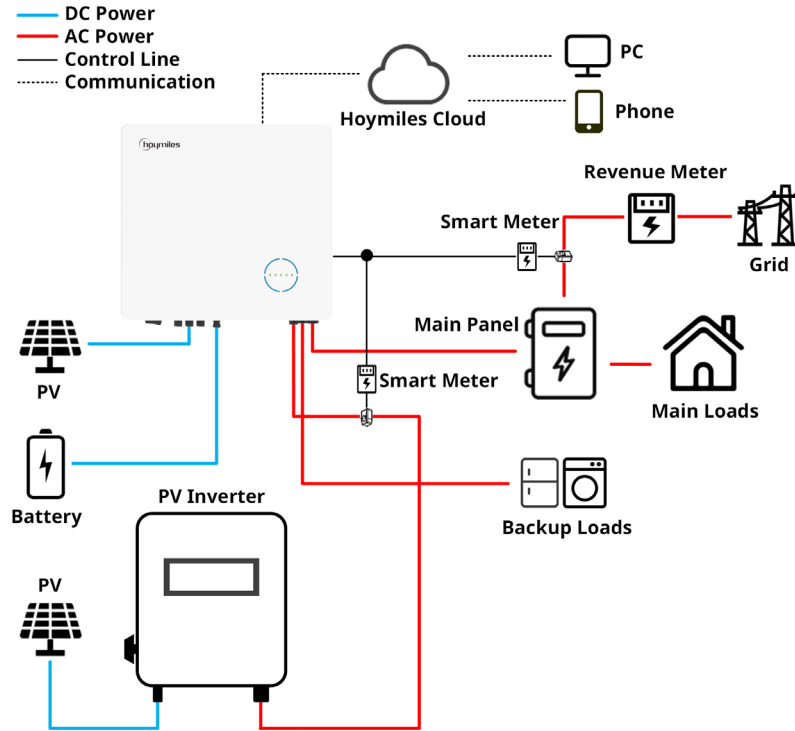 DC Power
AC Power
Control Line
Communication
PC
Hoymiles Cloud
Phone
hoymiles
Revenue Meter
Smart Meter
Grid
Main Panel
PV
Smart Meter
Main Loads
Battery
PV Inverter
Backup Loads
PV